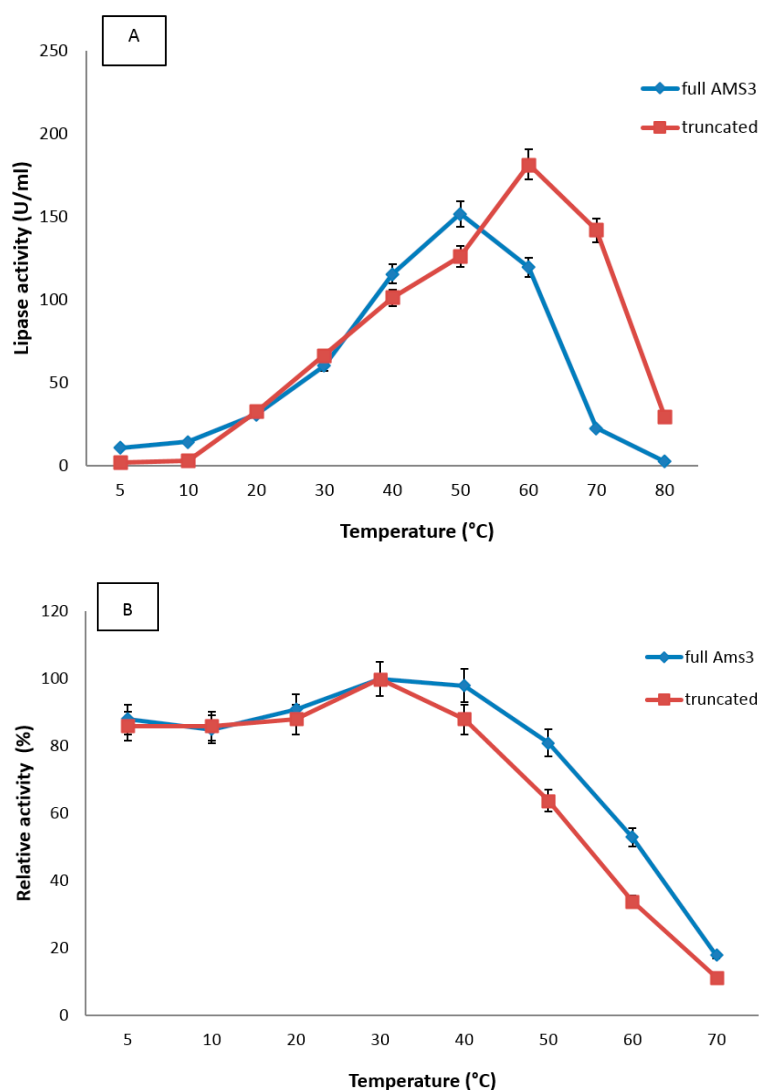 A
250
200
150
100
50
0
Lipase activity (U/ml)
full AMS3
truncated
5 10 20 30 40 50 60 70 80
Temperature (°C)
B
120
100
80
60
40
20
0
Relative activity (%)
full Ams3
truncated
5 10 20 30 40 50 60 70
Temperature (°C)